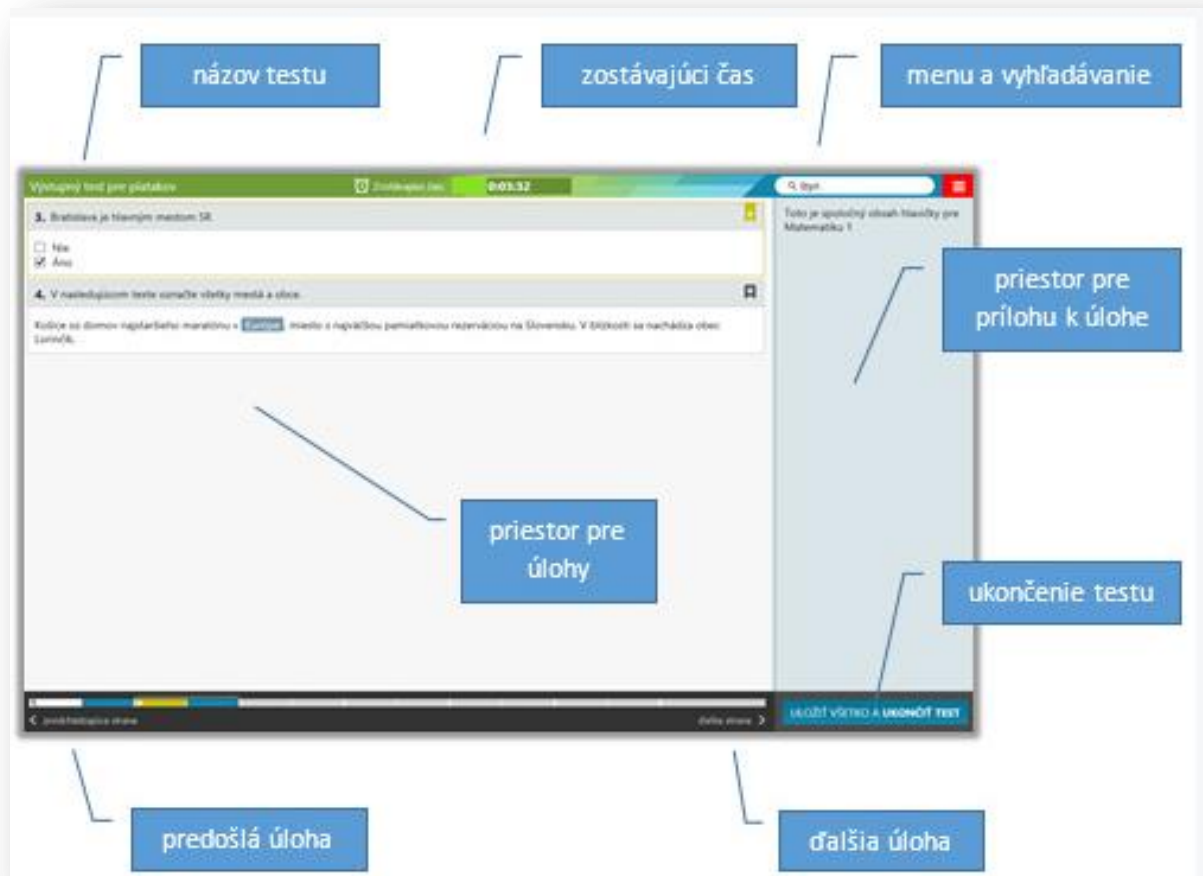 názov testu
zostávajúci čas
menu a vyhľadávanie
Výstupný test pre piatakov
Zostávajúci čas:
0:03:32
štyri
3. Bratislava je hlavným mestom SR.
Nie
Áno
4. V nasledujúcom texte označte všetky mestá a obce.
Košice sú domov najstaršieho maratónu v Európe, miesto s najväčšou pamiatkovou rezerváciou na Slovensku. V blízkosti sa nachádza obec
Lorinčík.
Toto je spoločný obsah hlavičky pre
Matematiku 1
priestor pre
prílohu k úlohe
priestor pre
úlohy
ukončenie testu
predchádzajúca strana
ďalšia strana
ULOŽIŤ VŠETKO A UKONČIŤ TEST
predošlá úloha
ďalšia úloha